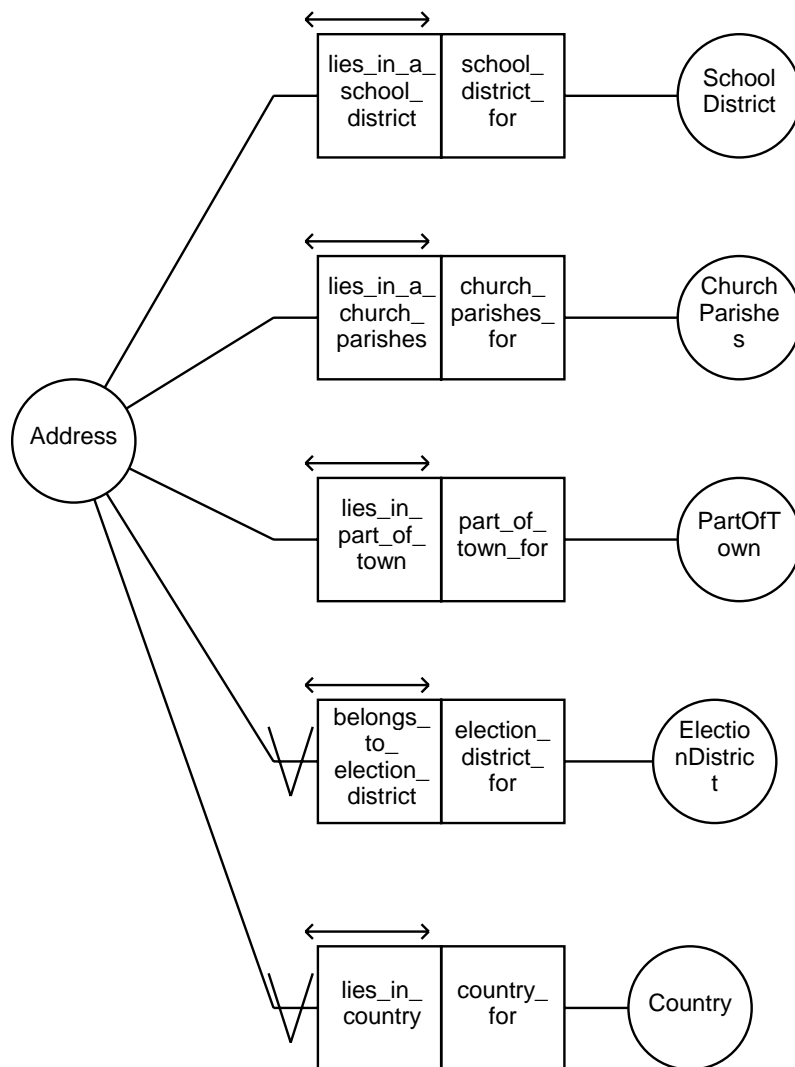 lies_in_a_
school_
district
school_
district_
for
School
District
lies_in_a_
church_
parishes
church_
parishes_
for
Church
Parishe
s
Address
lies_in_
part_of_
town
part_of_
town_for
PartOfT
own
belongs_
to_
election_
district
election_
district_
for
Electio
nDistric
t
lies_in_
country
country_
for
Country